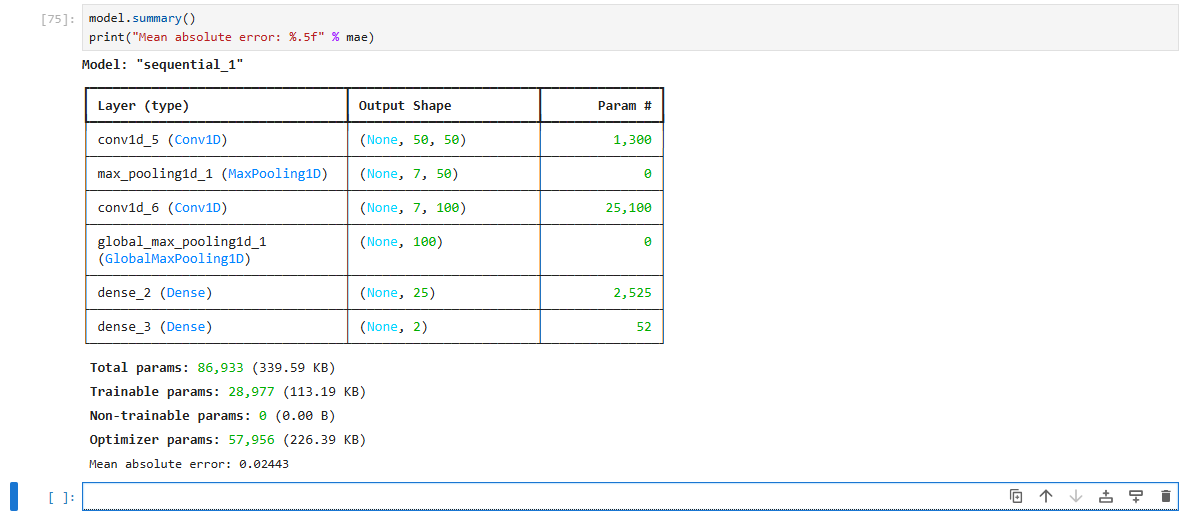 [75]:
model.summary()
print("Mean absolute error: %.5f" % mae)
Model: "sequential_1"
Layer (type) Output Shape Param #
conv1d_5 (Conv1D) (None, 50, 50) 1,300
max_pooling1d_1 (MaxPooling1D) (None, 7, 50) 0
conv1d_6 (Conv1D) (None, 7, 100) 25,100
global_max_pooling1d_1 (None, 100) 0
(GlobalMaxPooling1D)
dense_2 (Dense) (None, 25) 2,525
dense_3 (Dense) (None, 2) 52
Total params: 86,933 (339.59 KB)
Trainable params: 28,977 (113.19 KB)
Non-trainable params: 0 (0.00 B)
Optimizer params: 57,956 (226.39 KB)
Mean absolute error: 0.02443
[ ]: